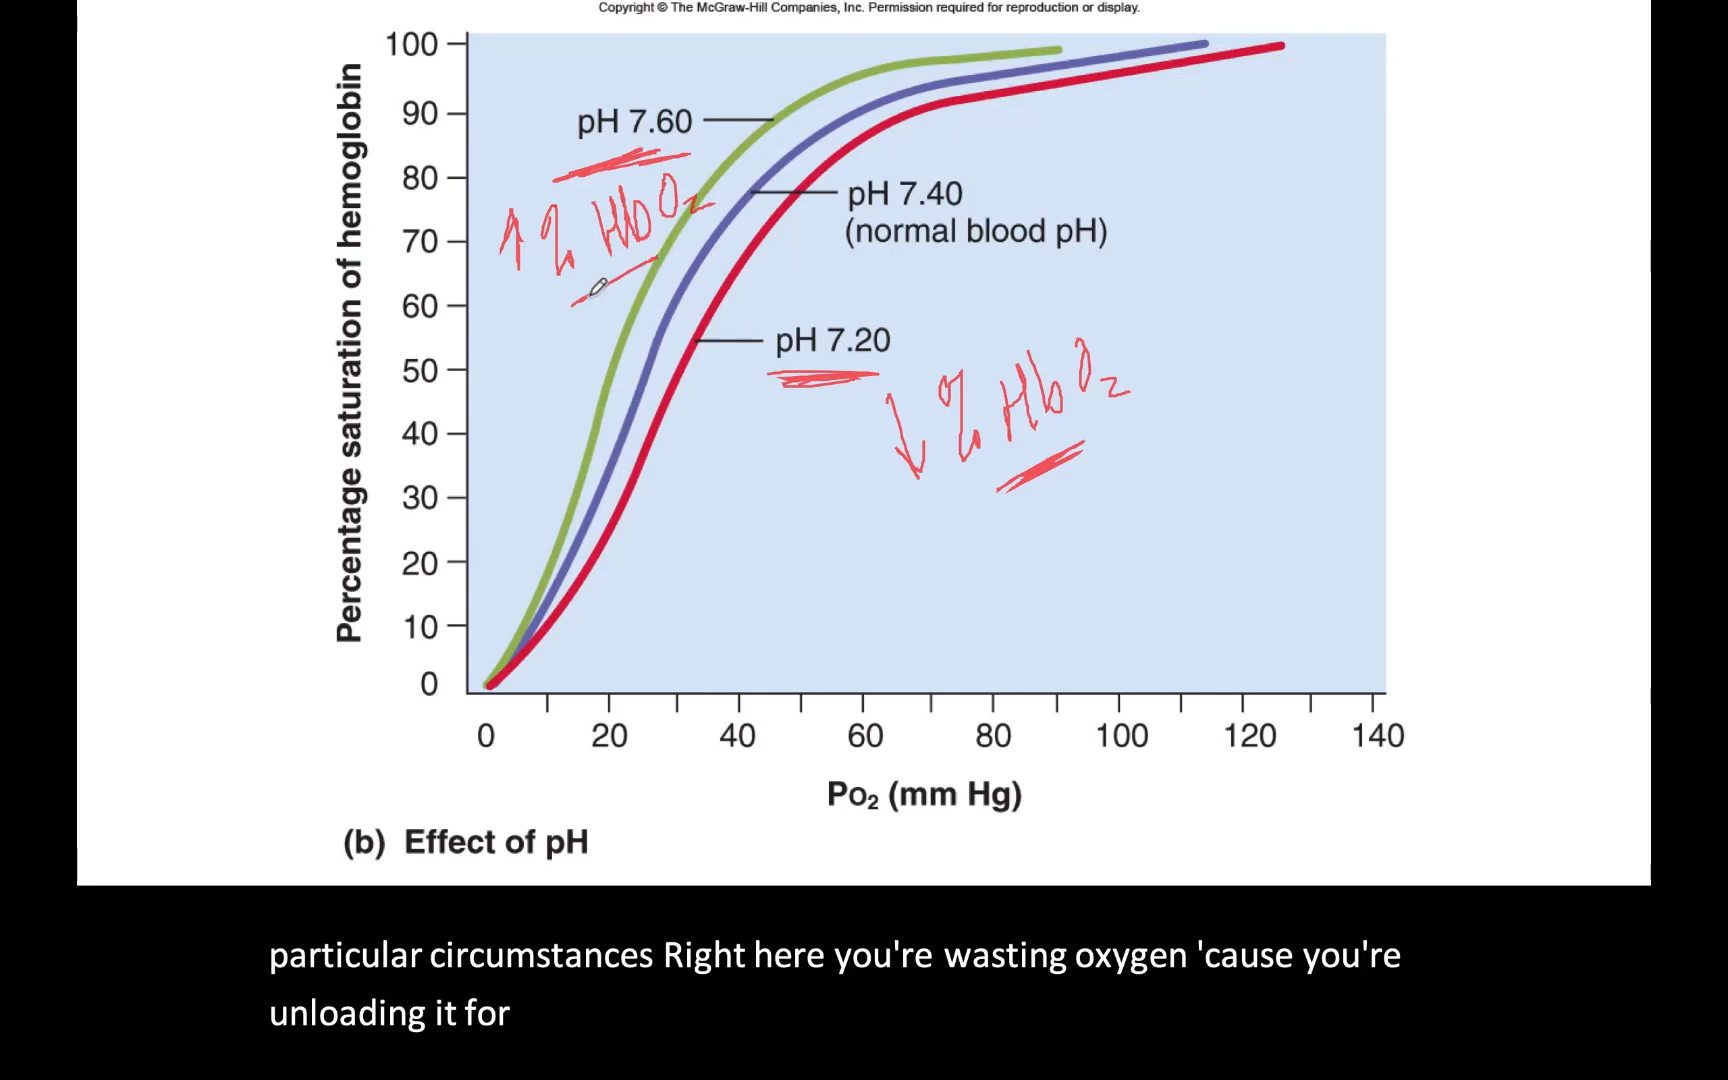 Copyright © The McGraw-Hill Companies, Inc. Permission required for reproduction or display.
Percentage saturation of hemoglobin
100
90
80
70
60
50
40
30
20
10
0
pH 7.60
↑ % HbO₂
pH 7.40
(normal blood pH)
pH 7.20
↓ % HbO₂
0 20 40 60 80 100 120 140
PO₂ (mm Hg)
(b) Effect of pH
particular circumstances Right here you're wasting oxygen 'cause you're
unloading it for